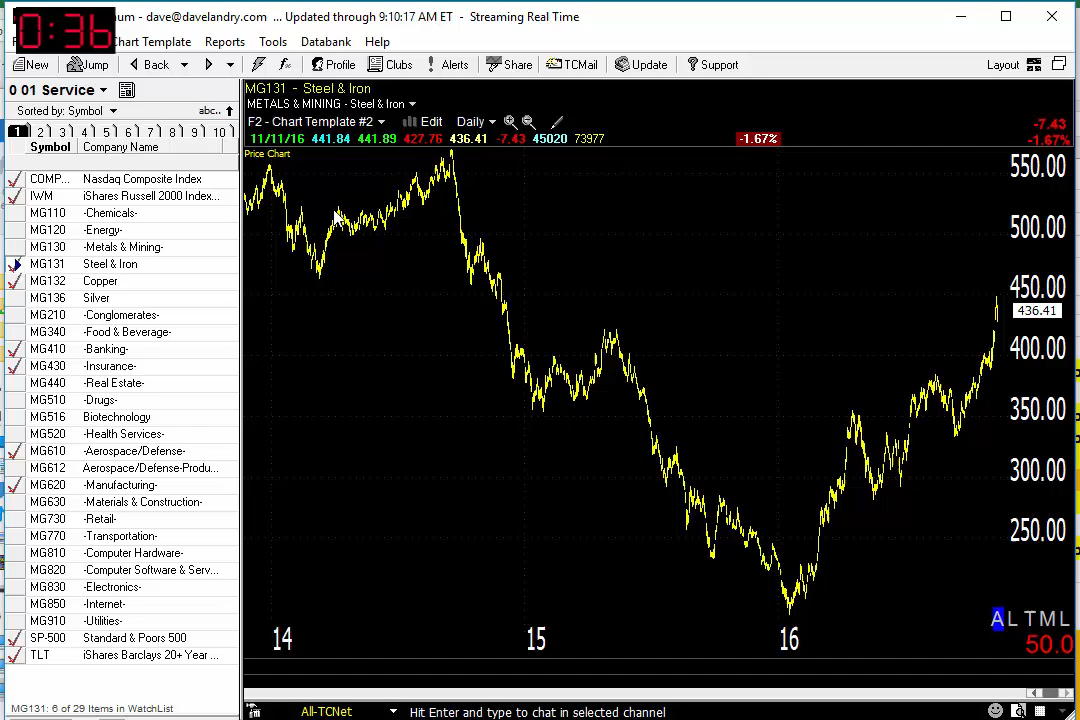 0:36
num - dave@davelandry.com ... Updated through 9:10:17 AM ET - Streaming Real Time
Chart Template Reports Tools Databank Help
New Jump Back Profile Clubs Alerts Share TCMail Update Support Layout
0 01 Service
Sorted by: Symbol abc..
1 2 3 4 5 6 7 8 9 10
Symbol Company Name
COMP... Nasdaq Composite Index
IWM iShares Russell 2000 Index...
MG110 -Chemicals-
MG120 -Energy-
MG130 -Metals & Mining-
MG131 Steel & Iron
MG132 Copper
MG136 Silver
MG210 -Conglomerates-
MG340 -Food & Beverage-
MG410 -Banking-
MG430 -Insurance-
MG440 -Real Estate-
MG510 -Drugs-
MG516 Biotechnology
MG520 -Health Services-
MG610 -Aerospace/Defense-
MG612 Aerospace/Defense-Produ...
MG620 -Manufacturing-
MG630 -Materials & Construction-
MG730 -Retail-
MG770 -Transportation-
MG810 -Computer Hardware-
MG820 -Computer Software & Serv...
MG830 -Electronics-
MG850 -Internet-
MG910 -Utilities-
SP-500 Standard & Poors 500
TLT iShares Barclays 20+ Year ...
MG131: 6 of 29 Items in WatchList
MG131 - Steel & Iron
METALS & MINING - Steel & Iron
F2 - Chart Template #2 Edit Daily
11/11/16 441.84 441.89 427.76 436.41 -7.43 45020 73977 -1.67%
-7.43
-1.67%
Price Chart
550.00
500.00
450.00
436.41
400.00
350.00
300.00
250.00
A L T M L
50.0
14 15 16
All-TCNet Hit Enter and type to chat in selected channel